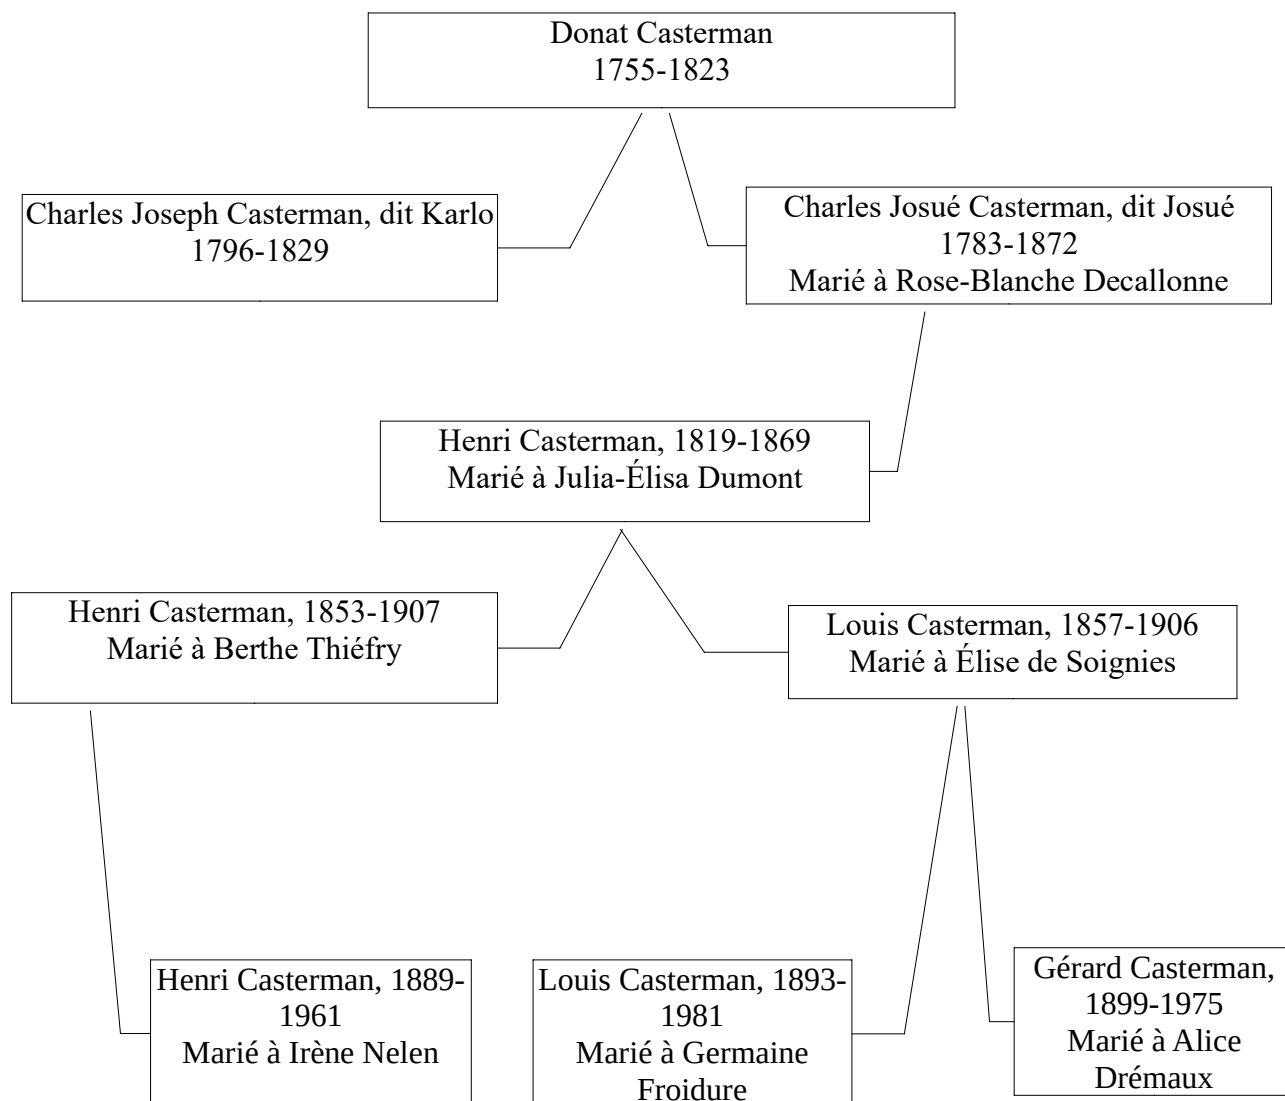 Donat Casterman
1755-1823
Charles Joseph Casterman, dit Karlo
1796-1829
Charles Josué Casterman, dit Josué
1783-1872
Marié à Rose-Blanche Decallonne
Henri Casterman, 1819-1869
Marié à Julia-Élisa Dumont
Henri Casterman, 1853-1907
Marié à Berthe Thiéfry
Louis Casterman, 1857-1906
Marié à Élise de Soignies
Henri Casterman, 1889-
1961
Marié à Irène Nelen
Louis Casterman, 1893-
1981
Marié à Germaine
Froidure
Gérard Casterman,
1899-1975
Marié à Alice
Drémaux